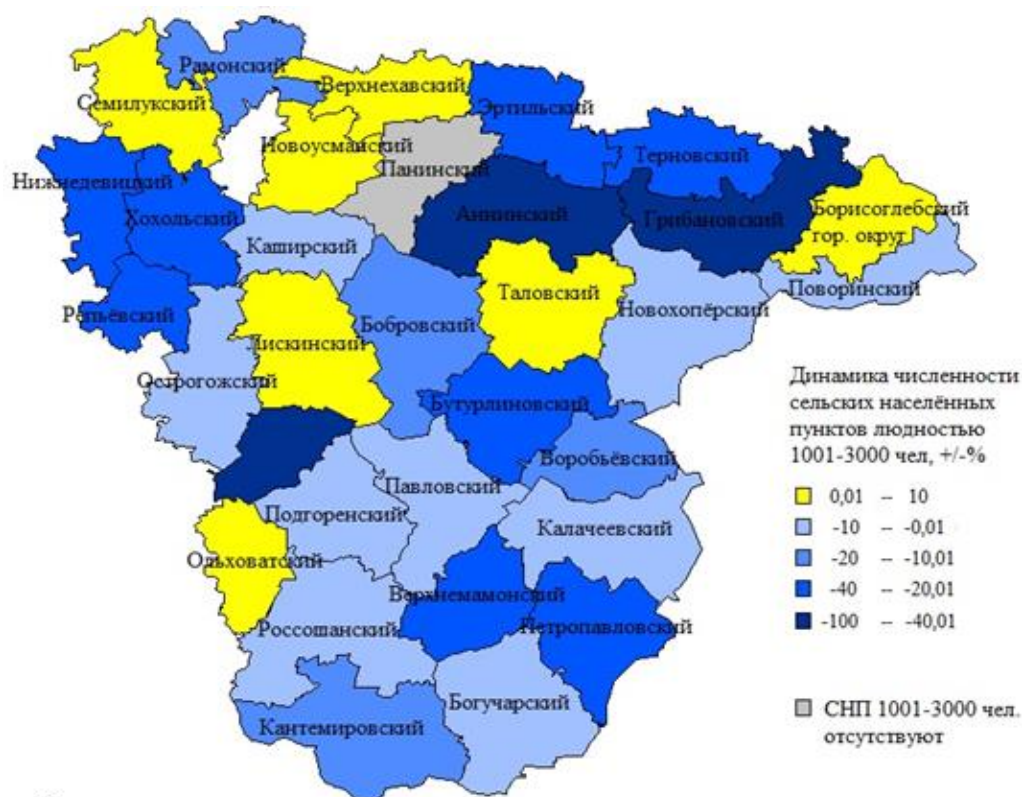 Рамонский
Верхнехавский
Семилукский
Эртильский
Новоусманский
Терновский
Панинский
Нижнедевицкий
Хохольский
Аннинский
Грибановский
Борисоглебский
гор. округ
Каширский
Поворинский
Таловский
Новохопёрский
Репьёвский
Бобровский
Лискинский
Острогожский
Бутурлиновский
Воробьёвский
Павловский
Подгоренский
Калачеевский
Ольховатский
Верхнемамонский
Петропавловский
Россошанский
Богучарский
Кантемировский
Динамика численности
сельских населённых
пунктов людностью
1001-3000 чел, +/-%
0,01 -- 10
-10 -- -0,01
-20 -- -10,01
-40 -- -20,01
-100 -- -40,01
СНП 1001-3000 чел.
отсутствуют